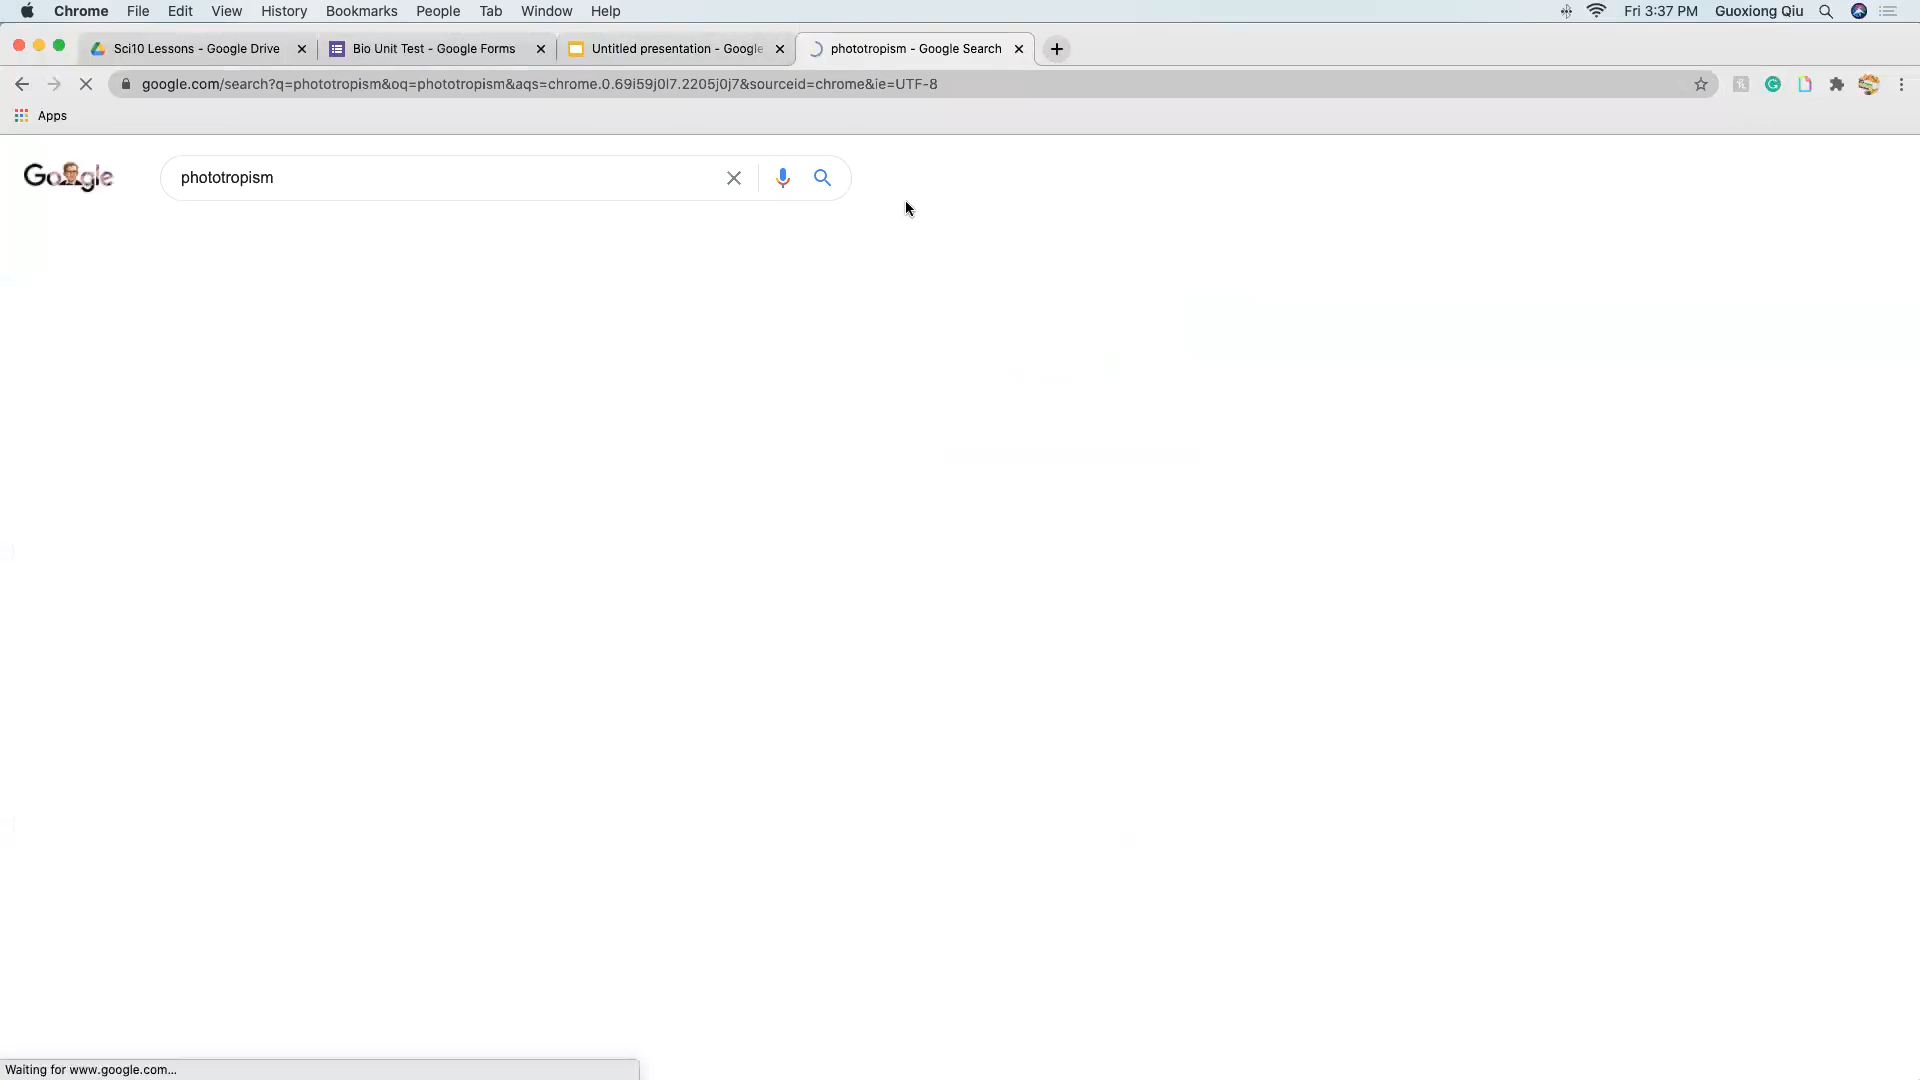 Chrome File Edit View History Bookmarks People Tab Window Help Fri 3:37 PM Guoxiong Qiu
Sci10 Lessons - Google Drive Bio Unit Test - Google Forms Untitled presentation - Google phototropism - Google Search
google.com/search?q=phototropism&oq=phototropism&aqs=chrome.0.69i59j0l7.2205j0j7&sourceid=chrome&ie=UTF-8
Apps
Google phototropism
Waiting for www.google.com...